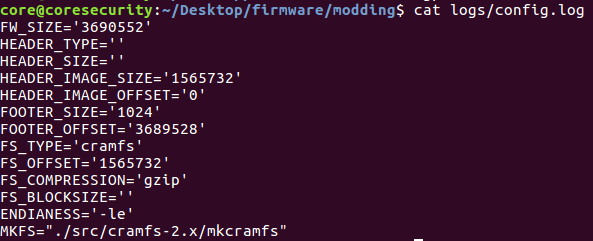 core@coresecurity:~/Desktop/firmware/modding$ cat logs/config.log
FW_SIZE='3690552'
HEADER_TYPE=''
HEADER_SIZE=''
HEADER_IMAGE_SIZE='1565732'
HEADER_IMAGE_OFFSET='0'
FOOTER_SIZE='1024'
FOOTER_OFFSET='3689528'
FS_TYPE='cramfs'
FS_OFFSET='1565732'
FS_COMPRESSION='gzip'
FS_BLOCKSIZE=''
ENDIANESS='-le'
MKFS="./src/cramfs-2.x/mkcramfs"